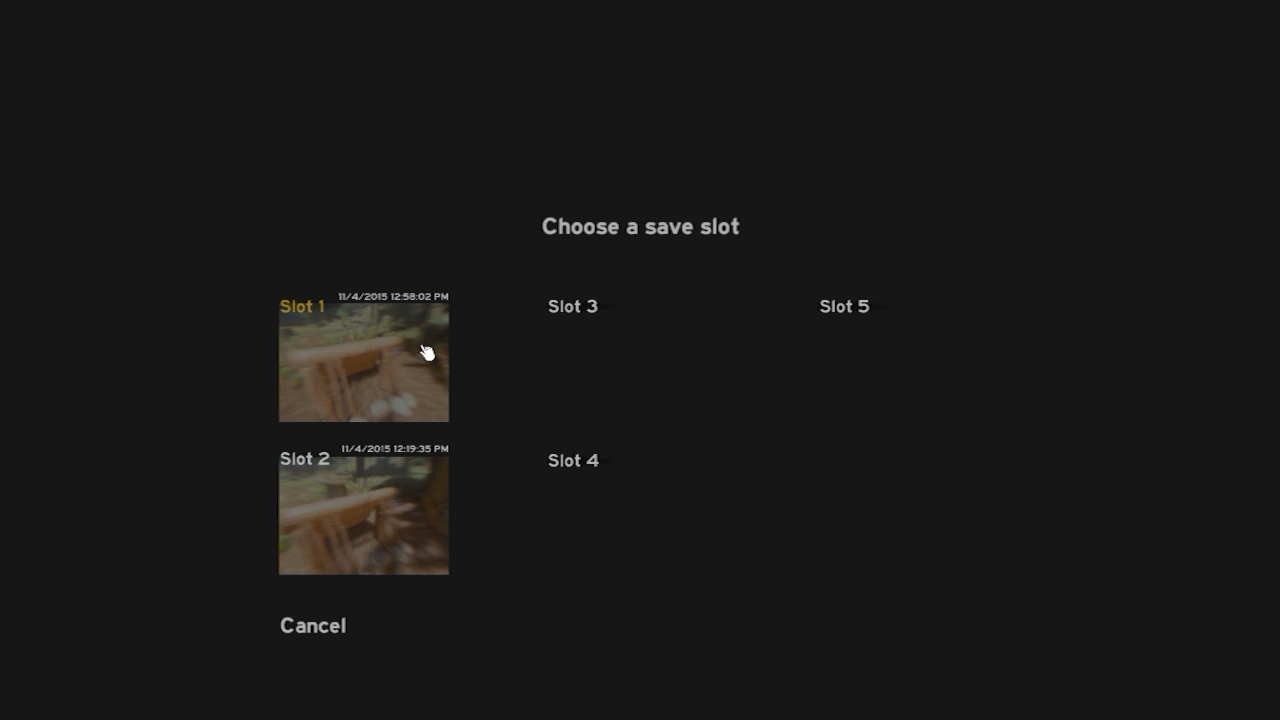 Choose a save slot
11/4/2015 12:58:02 PM
Slot 1
Slot 3
Slot 5
11/4/2015 12:19:35 PM
Slot 2
Slot 4
Cancel